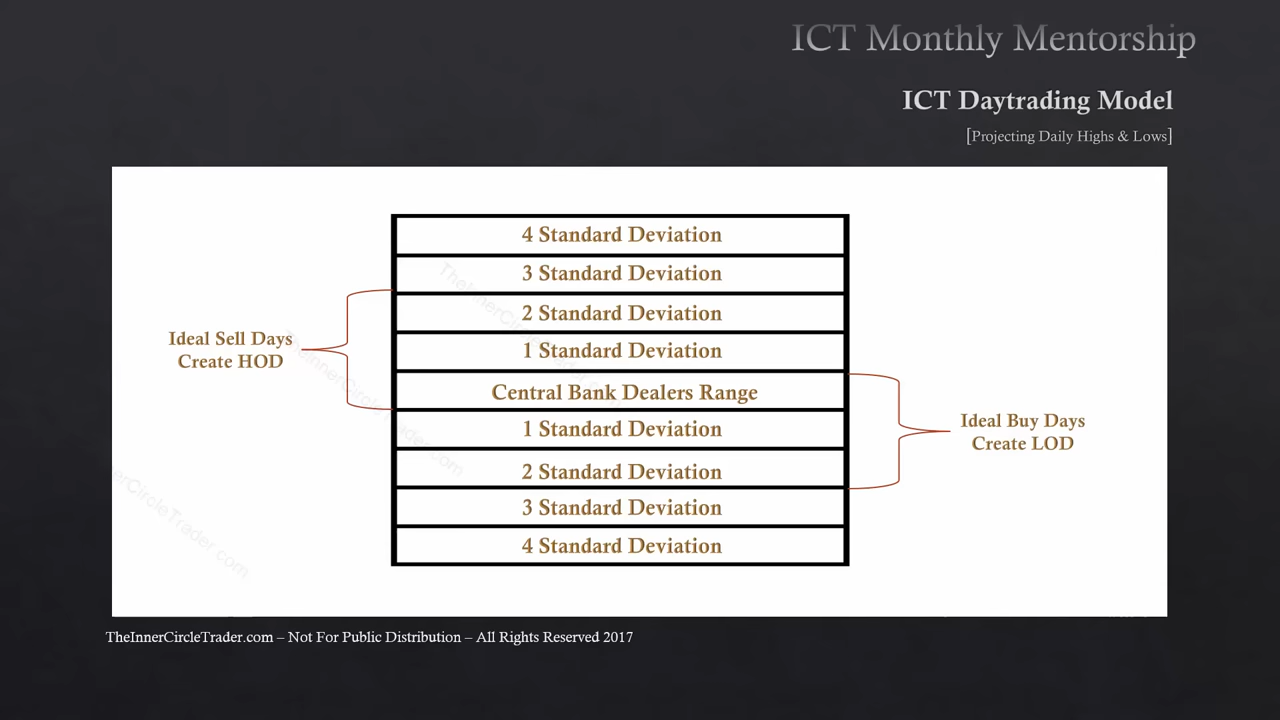 ICT Monthly Mentorship
ICT Daytrading Model
[Projecting Daily Highs & Lows]
4 Standard Deviation
3 Standard Deviation
2 Standard Deviation
1 Standard Deviation
Central Bank Dealers Range
1 Standard Deviation
2 Standard Deviation
3 Standard Deviation
4 Standard Deviation
Ideal Sell Days
Create HOD
Ideal Buy Days
Create LOD
TheInnerCircleTrader.com – Not For Public Distribution – All Rights Reserved 2017